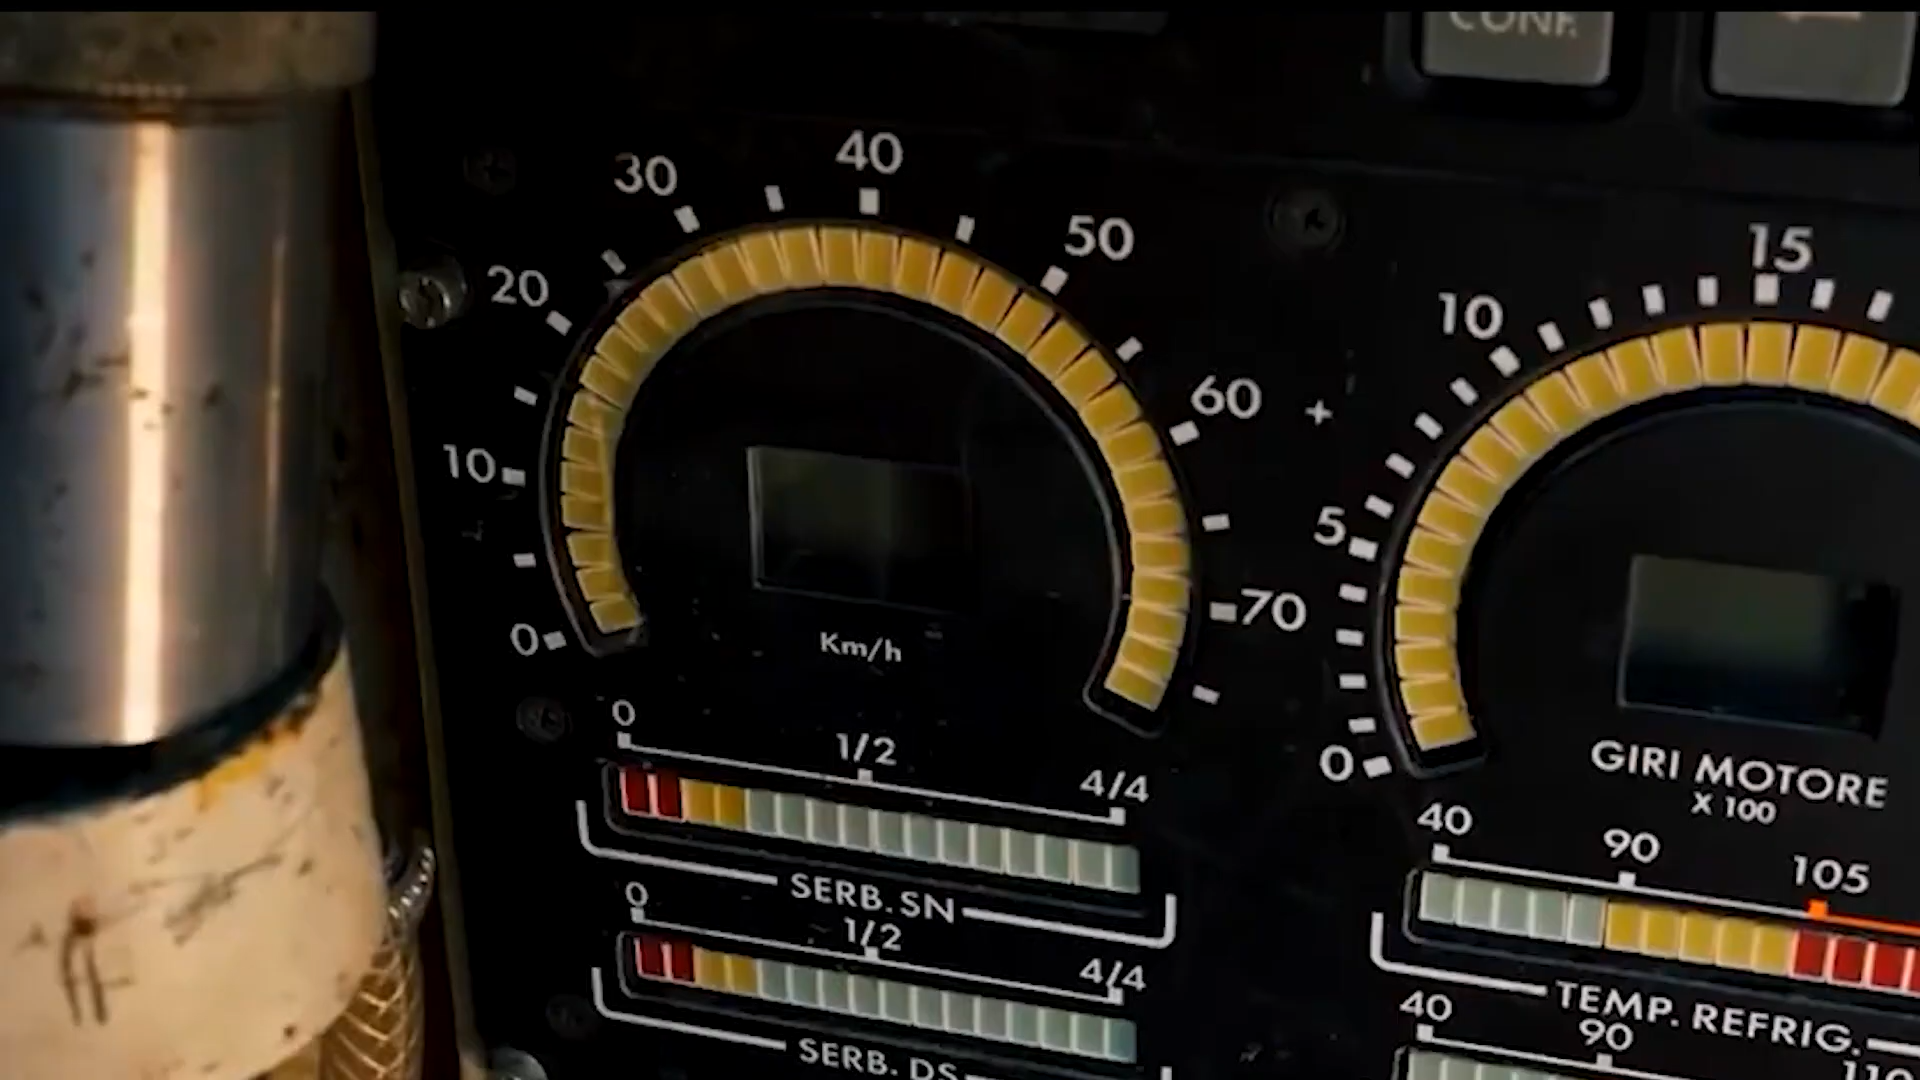 CONF.
40
30
50
20
60
10
70
0
Km/h
0 1/2 4/4
SERB. SN
0 1/2 4/4
SERB. DS
15
10
5
0
GIRI MOTORE
X 100
40 90 105
TEMP. REFRIG.
40 90 110